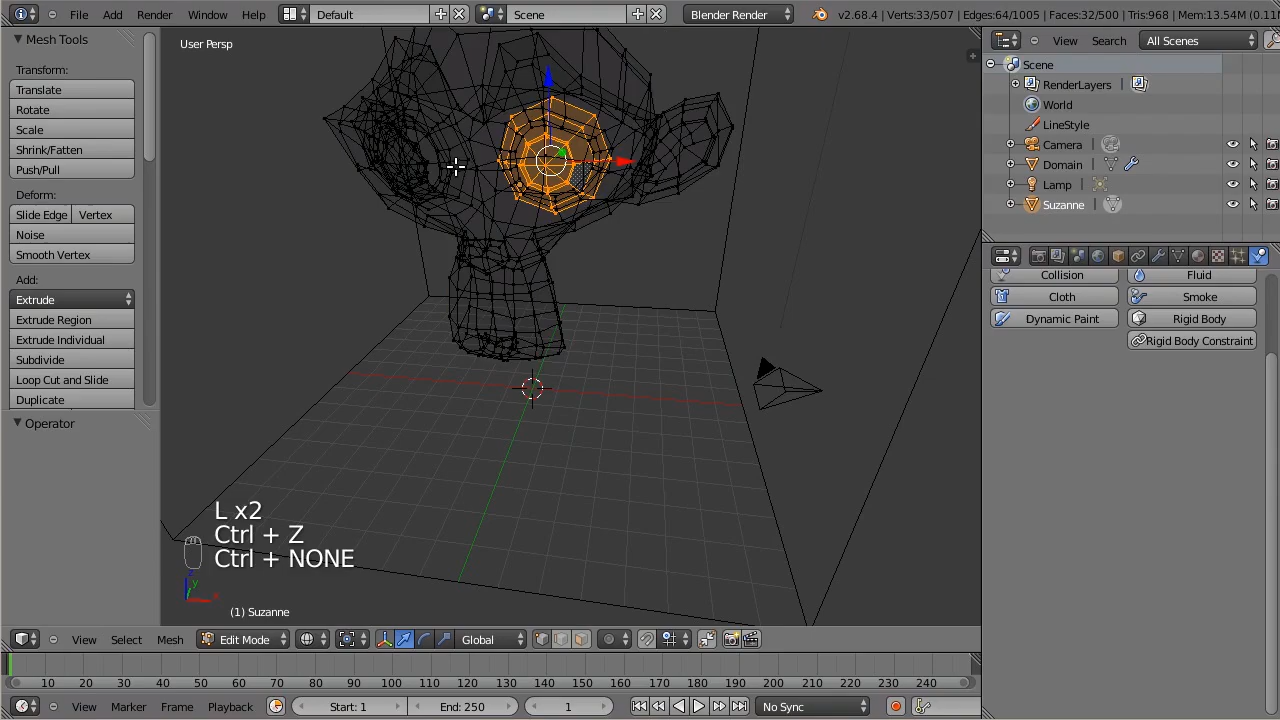 File Add Render Window Help Default Scene Blender Render v2.68.4 | Verts:33/507 | Edges:64/1005 | Faces:32/500 | Tris:968 | Mem:13.54M (0.11
Mesh Tools
Transform:
Translate
Rotate
Scale
Shrink/Fatten
Push/Pull
Deform:
Slide Edge Vertex
Noise
Smooth Vertex
Add:
Extrude
Extrude Region
Extrude Individual
Subdivide
Loop Cut and Slide
Duplicate
Operator
User Persp
L x2
Ctrl + Z
Ctrl + NONE
z
y
x
(1) Suzanne
View Select Mesh Edit Mode Global
10 20 30 40 50 60 70 80 90 100 110 120 130 140 150 160 170 180 190 200 210 220 230 240
View Marker Frame Playback Start: 1 End: 250 1 No Sync
View Search All Scenes
Scene
RenderLayers |
World
LineStyle
Camera |
Domain |
Lamp |
Suzanne |
Collision Fluid
Cloth Smoke
Dynamic Paint Rigid Body
Rigid Body Constraint